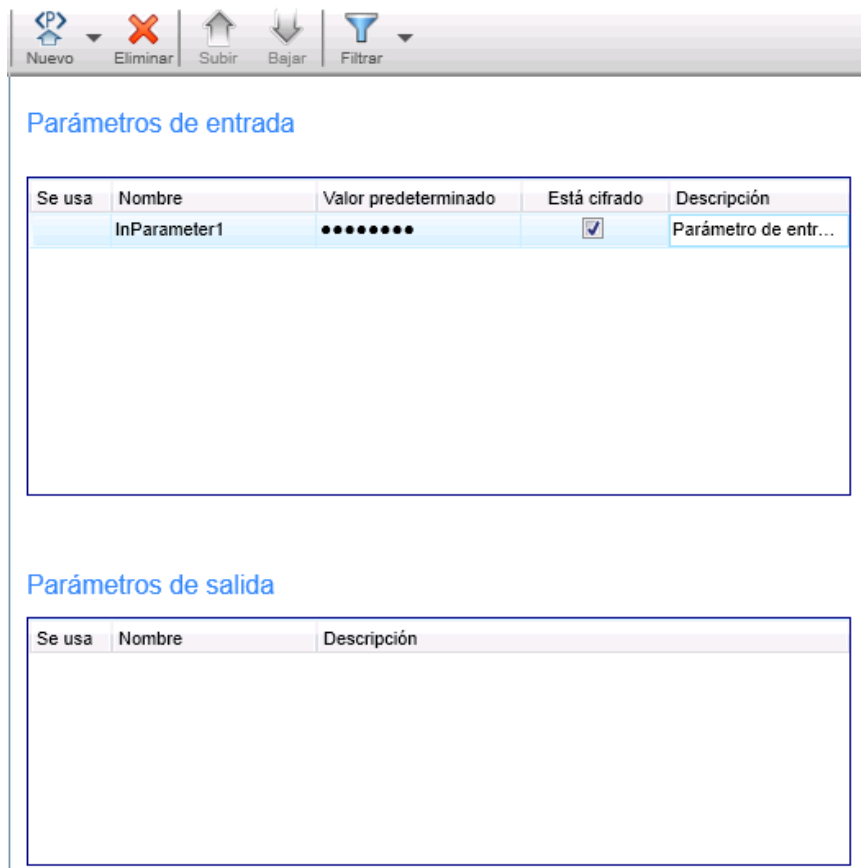 <P>
Nuevo Eliminar Subir Bajar Filtrar
Parámetros de entrada
Se usa Nombre Valor predeterminado Está cifrado Descripción
InParameter1 •••••••• Parámetro de entr...
Parámetros de salida
Se usa Nombre Descripción